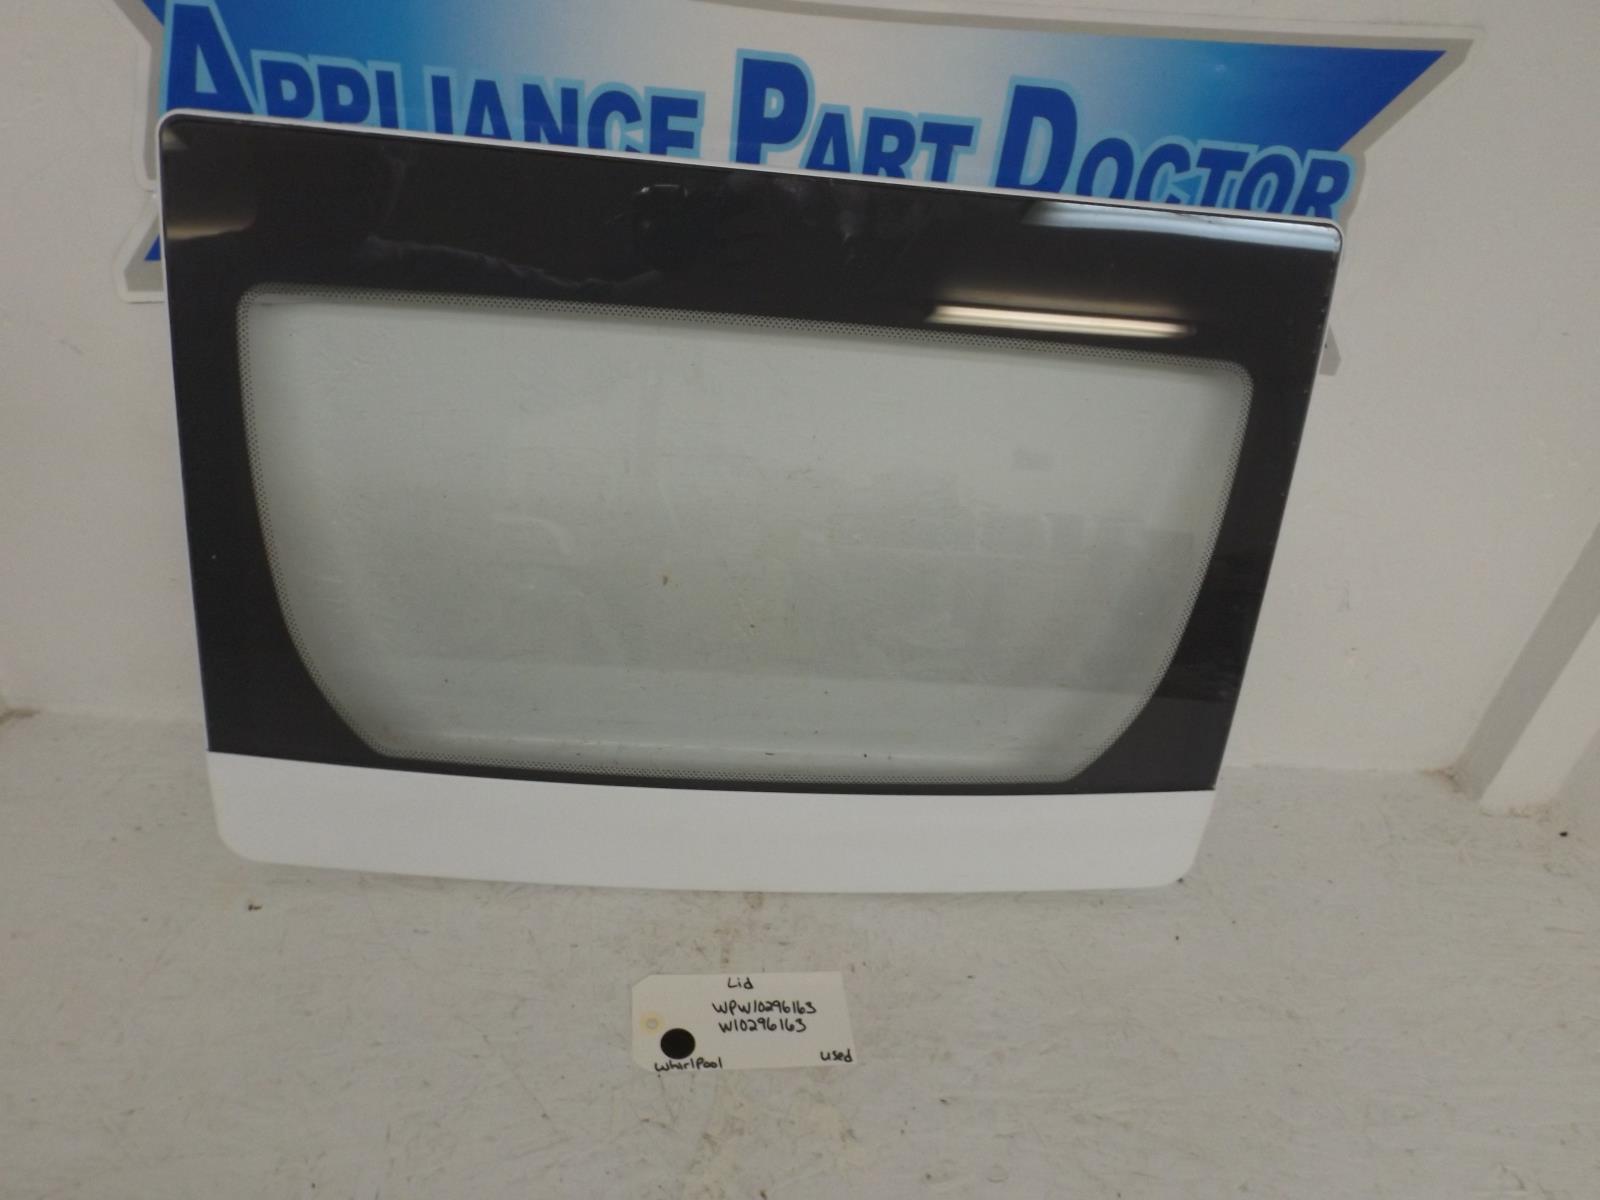 APPLIANCE PART DOCTOR
Lid
WPW10296163
W10296163
Whirlpool
used